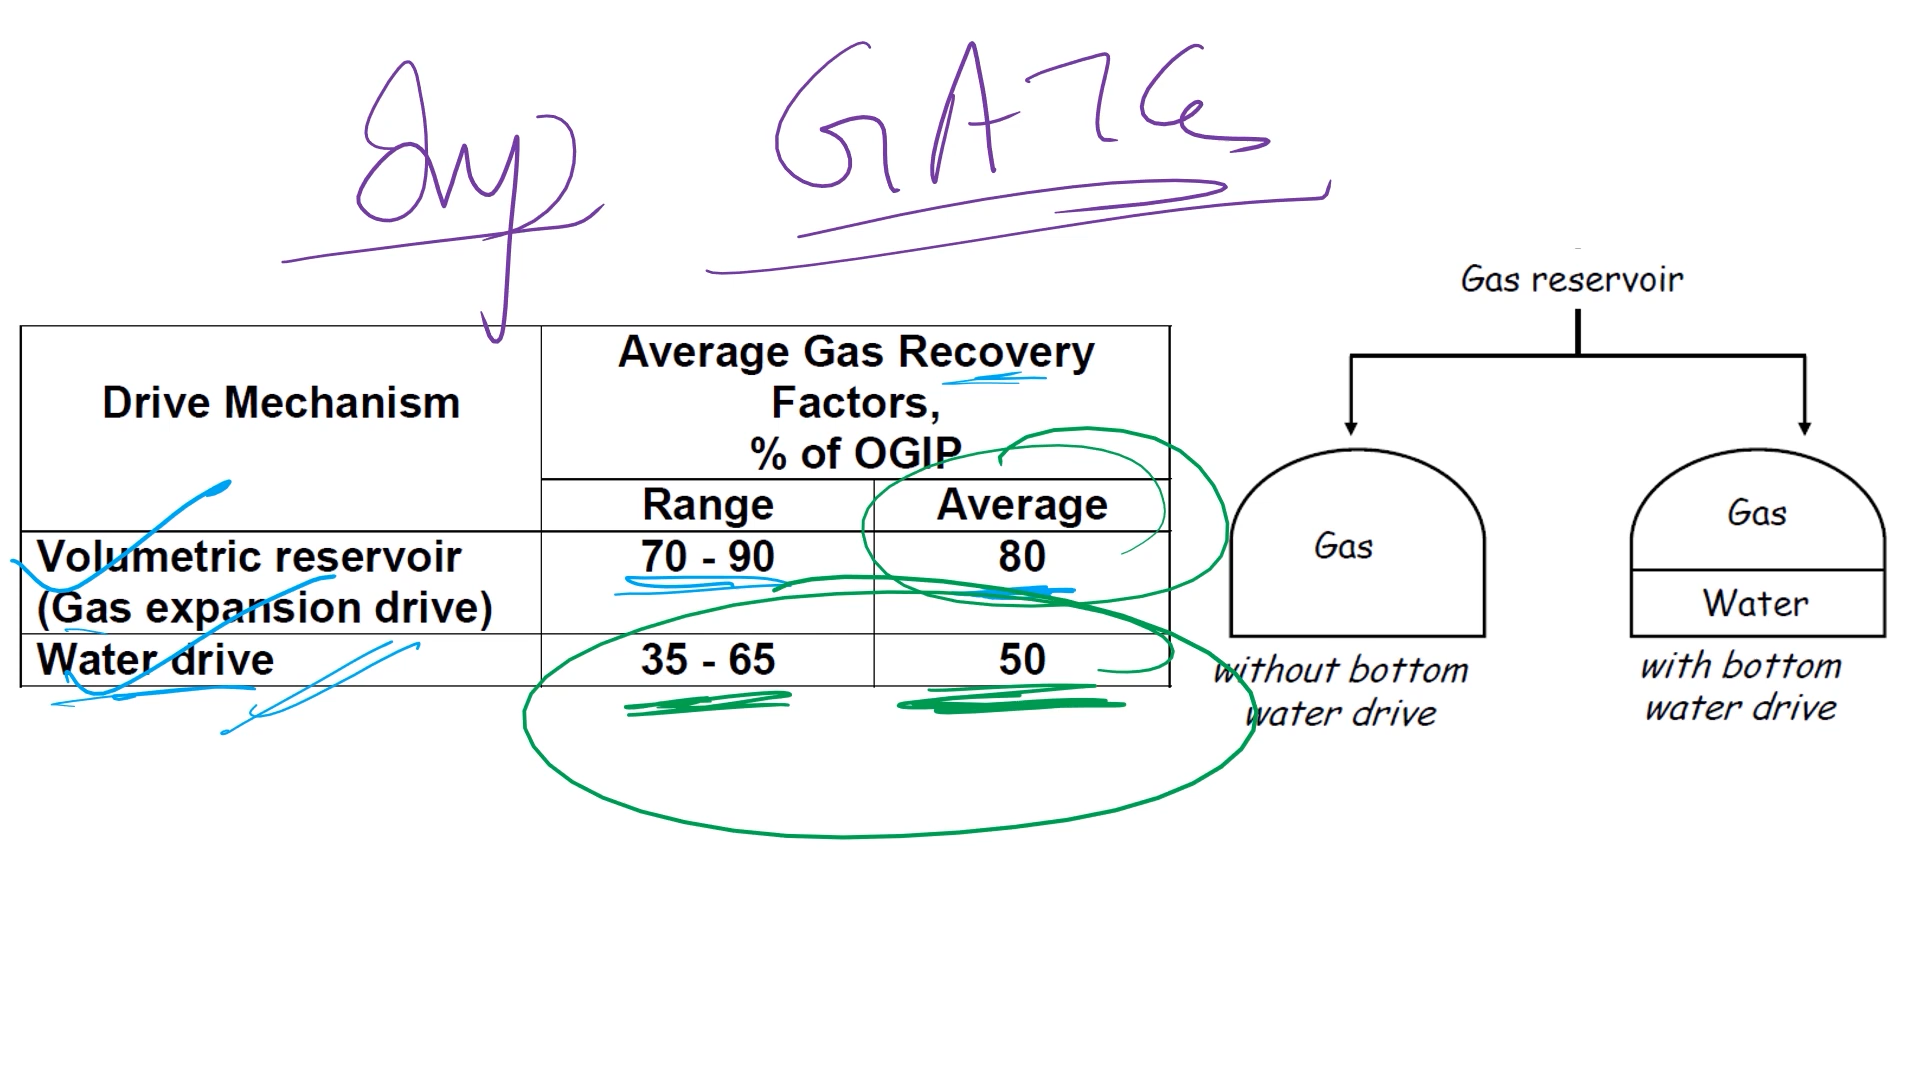 Imp GATE
Gas reservoir
Drive Mechanism
Average Gas Recovery
Factors,
% of OGIP
Range Average
Volumetric reservoir 70 - 90 80
(Gas expansion drive)
Water drive 35 - 65 50
Gas
without bottom
water drive
Gas
Water
with bottom
water drive